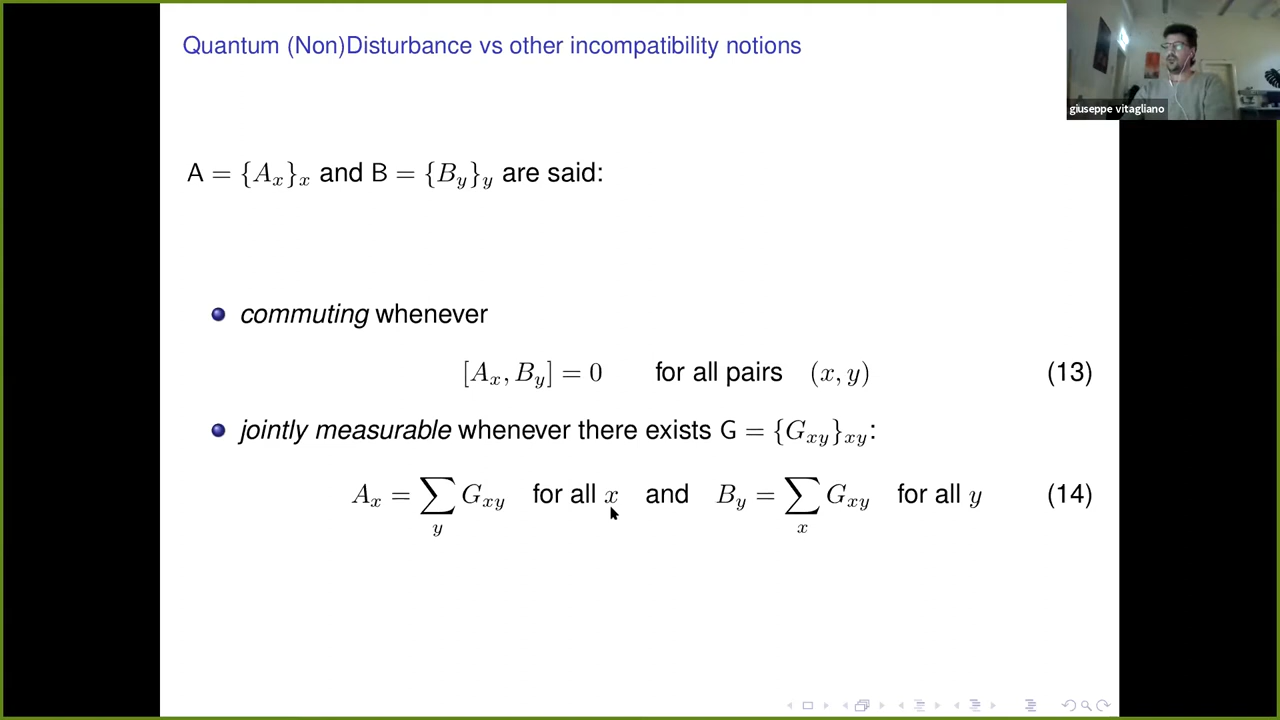 Quantum (Non)Disturbance vs other incompatibility notions
giuseppe vitagliano
A = {A_x}_x and B = {B_y}_y are said:
commuting whenever
[A_x, B_y] = 0 for all pairs (x, y) (13)
jointly measurable whenever there exists G = {G_xy}_xy:
A_x = ∑_y G_xy for all x and B_y = ∑_x G_xy for all y (14)